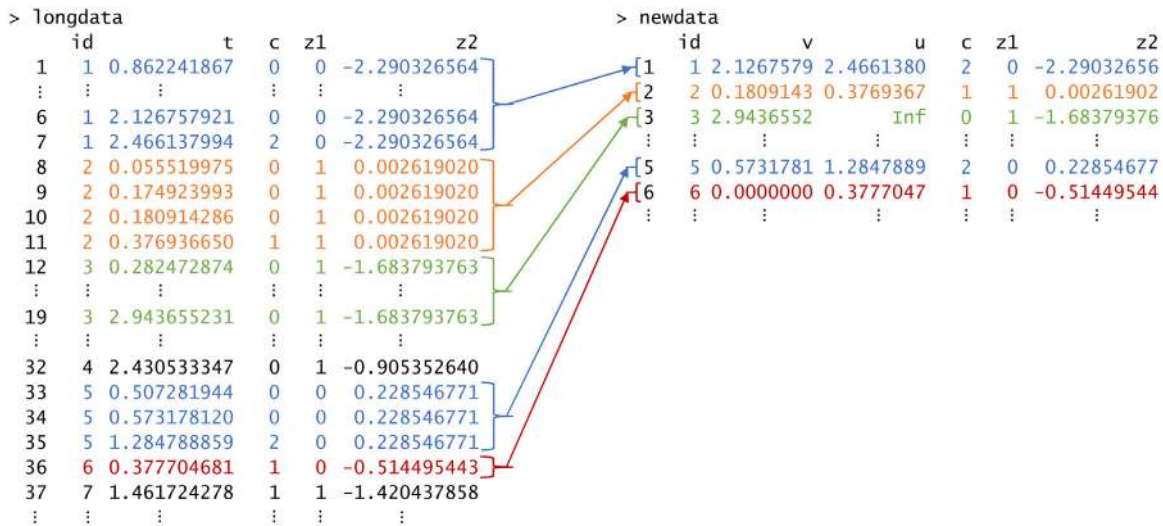 > longdata
id t c z1 z2
1 1 0.862241867 0 0 -2.290326564
⋮ ⋮ ⋮ ⋮ ⋮ ⋮
6 1 2.126757921 0 0 -2.290326564
7 1 2.466137994 2 0 -2.290326564
8 2 0.055519975 0 1 0.002619020
9 2 0.174923993 0 1 0.002619020
10 2 0.180914286 0 1 0.002619020
11 2 0.376936650 1 1 0.002619020
12 3 0.282472874 0 1 -1.683793763
⋮ ⋮ ⋮ ⋮ ⋮ ⋮
19 3 2.943655231 0 1 -1.683793763
⋮ ⋮ ⋮ ⋮ ⋮ ⋮
32 4 2.430533347 0 1 -0.905352640
33 5 0.507281944 0 0 0.228546771
34 5 0.573178120 0 0 0.228546771
35 5 1.284788859 2 0 0.228546771
36 6 0.377704681 1 0 -0.514495443
37 7 1.461724278 1 1 -1.420437858
⋮ ⋮ ⋮ ⋮ ⋮ ⋮
> newdata
id v u c z1 z2
1 1 2.1267579 2.4661380 2 0 -2.29032656
2 2 0.1809143 0.3769367 1 1 0.00261902
3 3 2.9436552 Inf 0 1 -1.68379376
⋮ ⋮ ⋮ ⋮ ⋮ ⋮ ⋮
5 5 0.5731781 1.2847889 2 0 0.22854677
6 6 0.0000000 0.3777047 1 0 -0.51449544
⋮ ⋮ ⋮ ⋮ ⋮ ⋮ ⋮